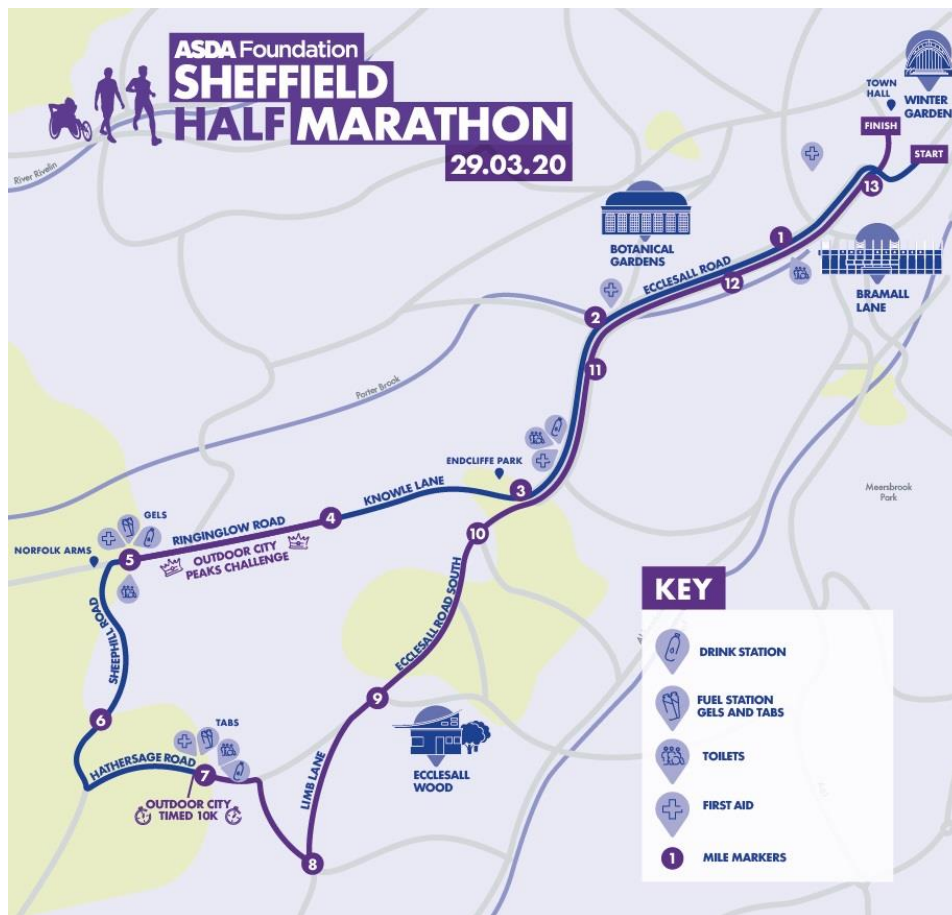 ASDA Foundation
SHEFFIELD
HALF MARATHON
29.03.20
River Rivelin
TOWN
HALL
WINTER
GARDEN
FINISH
START
13
BOTANICAL
GARDENS
1
ECCLESALL ROAD
12
BRAMALL
LANE
2
11
Porter Brook
ENDCLIFFE PARK
3
KNOWLE LANE
4
Meersbrook
Park
10
GELS
RINGINGLOW ROAD
NORFOLK ARMS
5
OUTDOOR CITY
PEAKS CHALLENGE
SHEEPHILL ROAD
ECCLESALL ROAD SOUTH
9
6
TABS
HATHERSAGE ROAD
7
LIMB LANE
ECCLESALL
WOOD
OUTDOOR CITY
TIMED 10K
8
KEY
DRINK STATION
FUEL STATION
GELS AND TABS
TOILETS
FIRST AID
1 MILE MARKERS